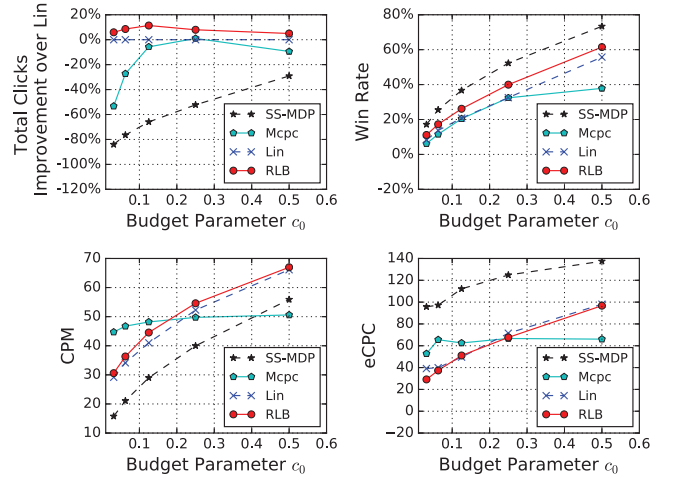 20%
0%
-20%
-40%
-60%
-80%
-100%
-120%
Total Clicks
Improvement over Lin
SS-MDP
Mcpc
Lin
RLB
0.1 0.2 0.3 0.4 0.5 0.6
Budget Parameter c0
80%
60%
40%
20%
0%
20%
Win Rate
SS-MDP
Mcpc
Lin
RLB
0.1 0.2 0.3 0.4 0.5 0.6
Budget Parameter c0
70
60
50
40
30
20
10
CPM
SS-MDP
Mcpc
Lin
RLB
0.1 0.2 0.3 0.4 0.5 0.6
Budget Parameter c0
140
120
100
80
60
40
20
0
−20
eCPC
SS-MDP
Mcpc
Lin
RLB
0.1 0.2 0.3 0.4 0.5 0.6
Budget Parameter c0